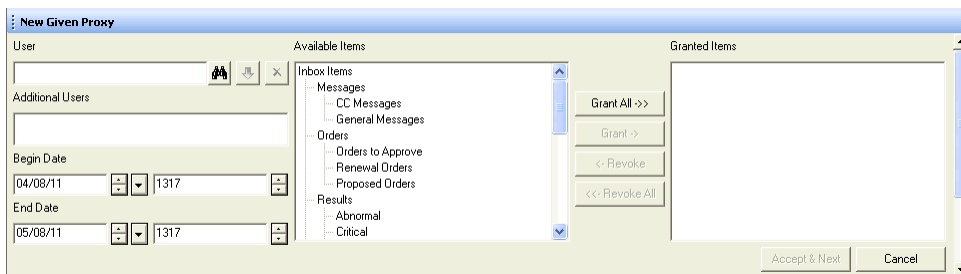 New Given Proxy
User
Available Items
Granted Items
Inbox Items
Messages
CC Messages
General Messages
Orders
Orders to Approve
Renewal Orders
Proposed Orders
Results
Abnormal
Critical
Additional Users
Begin Date
04/08/11 1317
End Date
05/08/11 1317
Grant All ->>
Grant ->
<- Revoke
<<- Revoke All
Accept & Next
Cancel